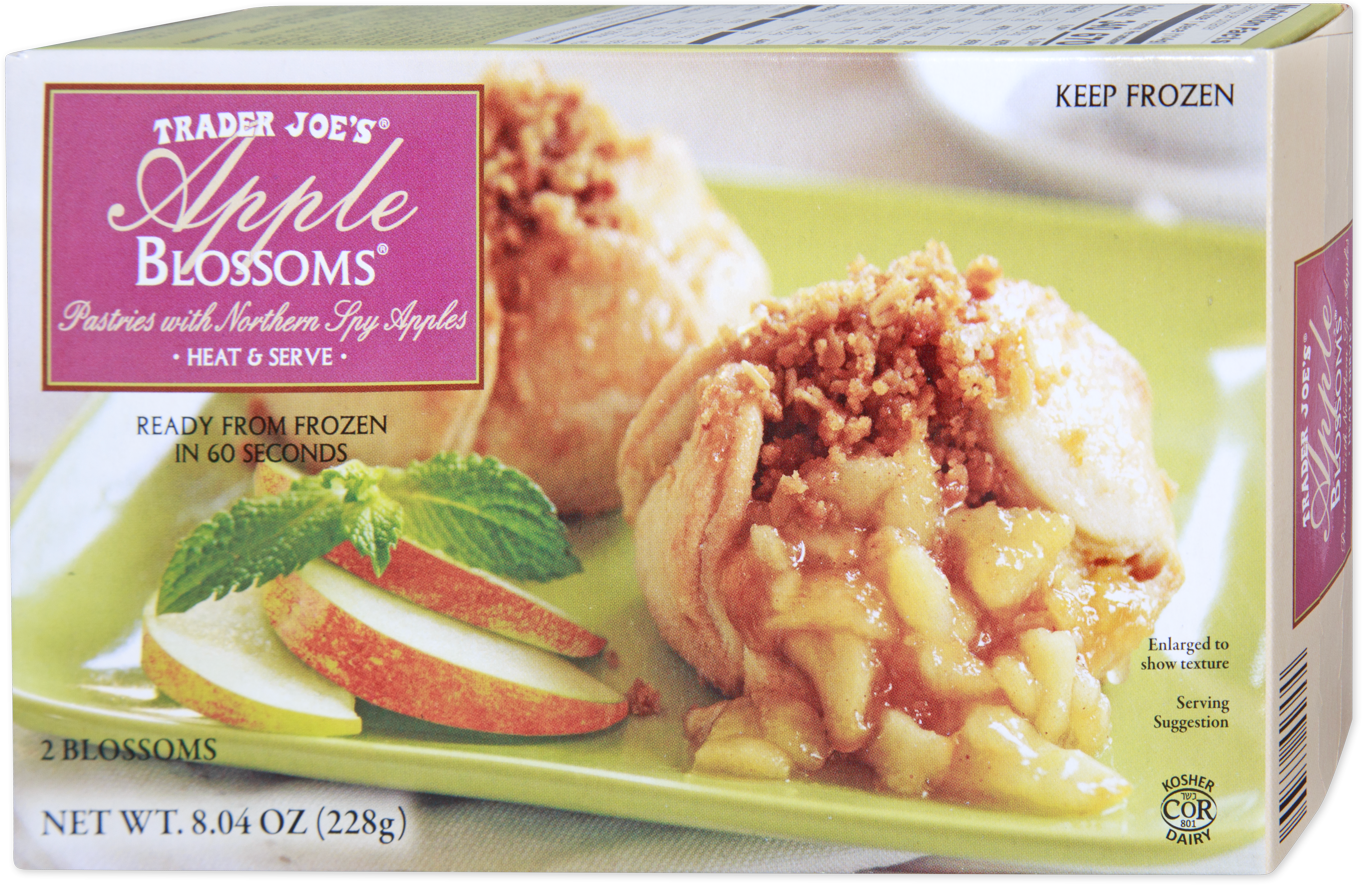 KEEP FROZEN
TRADER JOE'S®
Apple
BLOSSOMS®
Pastries with Northern Spy Apples
• HEAT & SERVE •
READY FROM FROZEN
IN 60 SECONDS
Enlarged to
show texture
Serving
Suggestion
2 BLOSSOMS
NET WT. 8.04 OZ (228g)
KOSHER
כשר
COR
801
DAIRY
TRADER JOE'S®
Apple
BLOSSOMS®